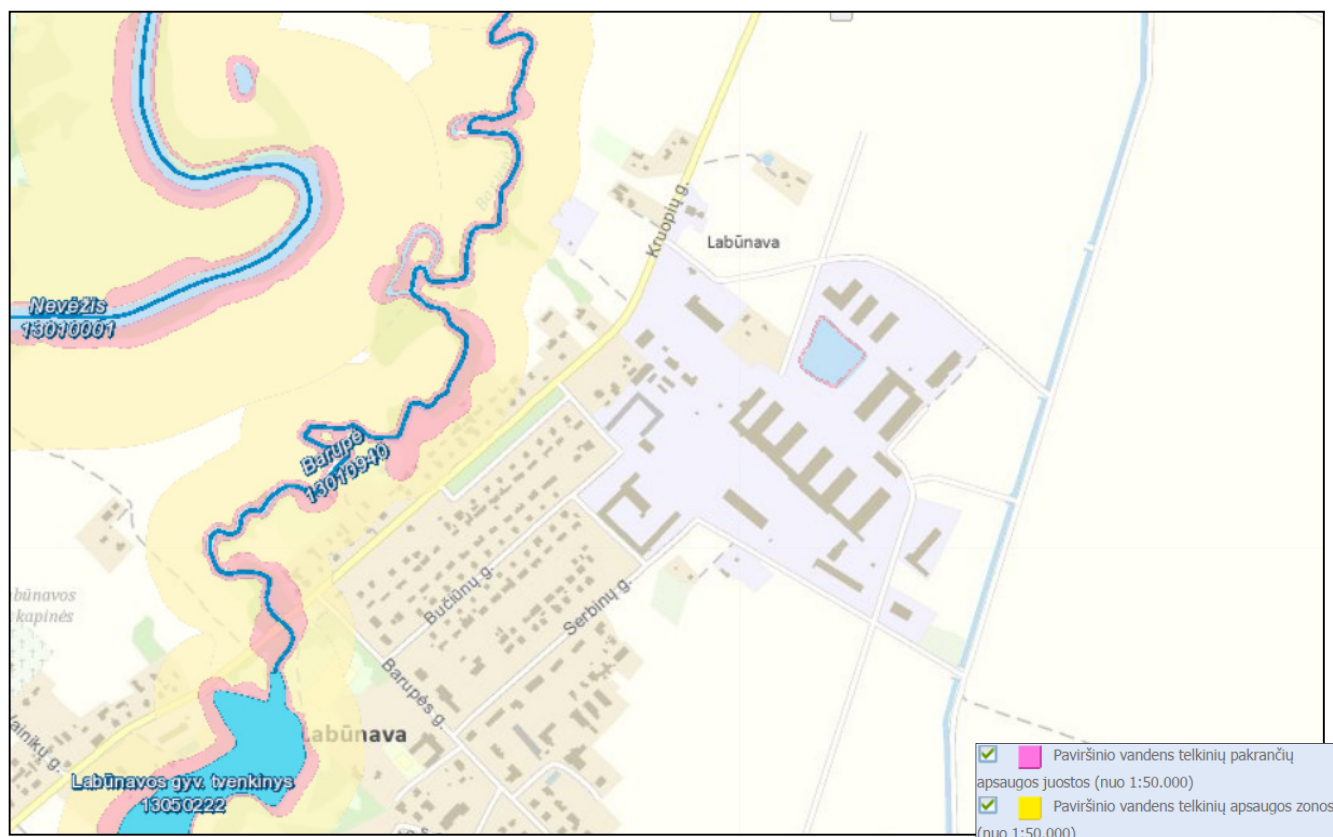 Kruopių g.
Labūnava
Nevėžis
13010001
Barupė
13010940
kapinės
Bučiūnų g.
Serbinų g.
Barupės g.
Labūnava
Labūnavos gyv. tvenkinys
13050222
Paviršinio vandens telkinių pakrančių
apsaugos juostos (nuo 1:50.000)
Paviršinio vandens telkinių apsaugos zonos
(nuo 1:50.000)